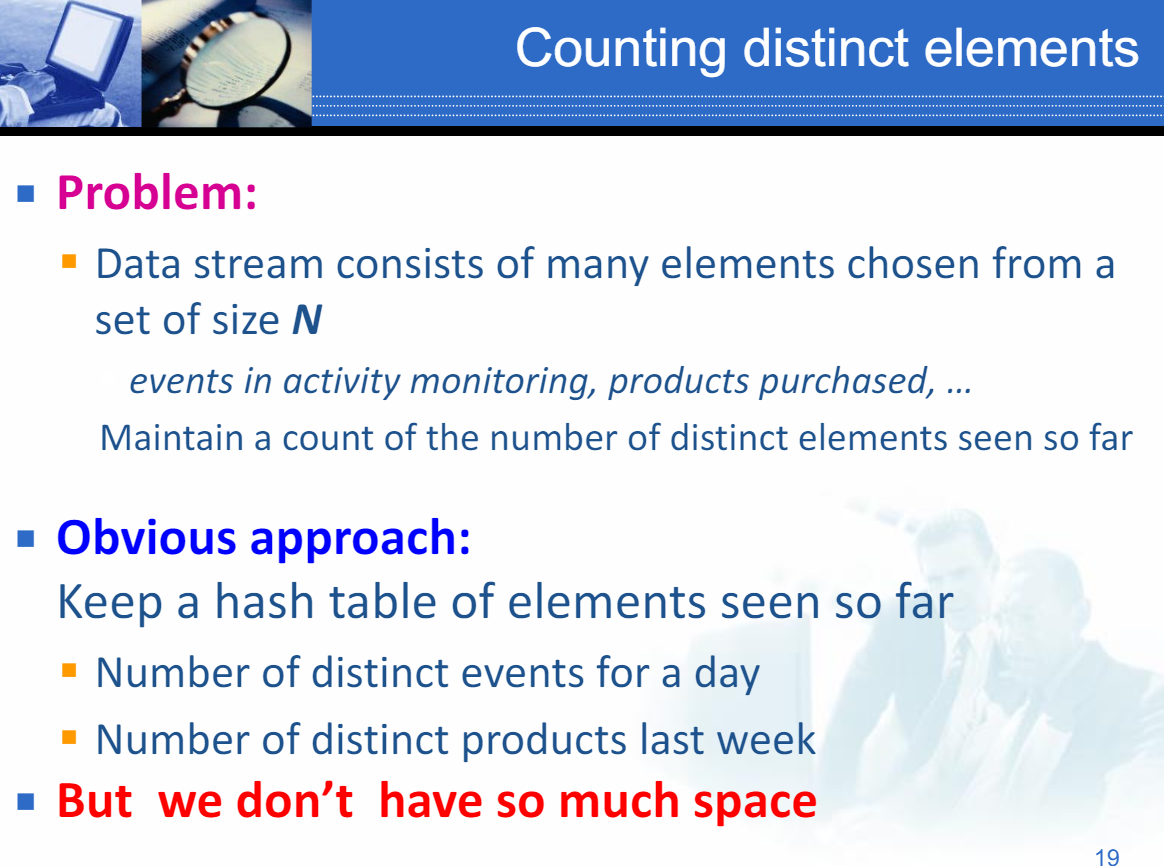 Counting distinct elements
Problem:
Data stream consists of many elements chosen from a
set of size N
events in activity monitoring, products purchased, …
Maintain a count of the number of distinct elements seen so far
Obvious approach:
Keep a hash table of elements seen so far
Number of distinct events for a day
Number of distinct products last week
But we don’t have so much space
19